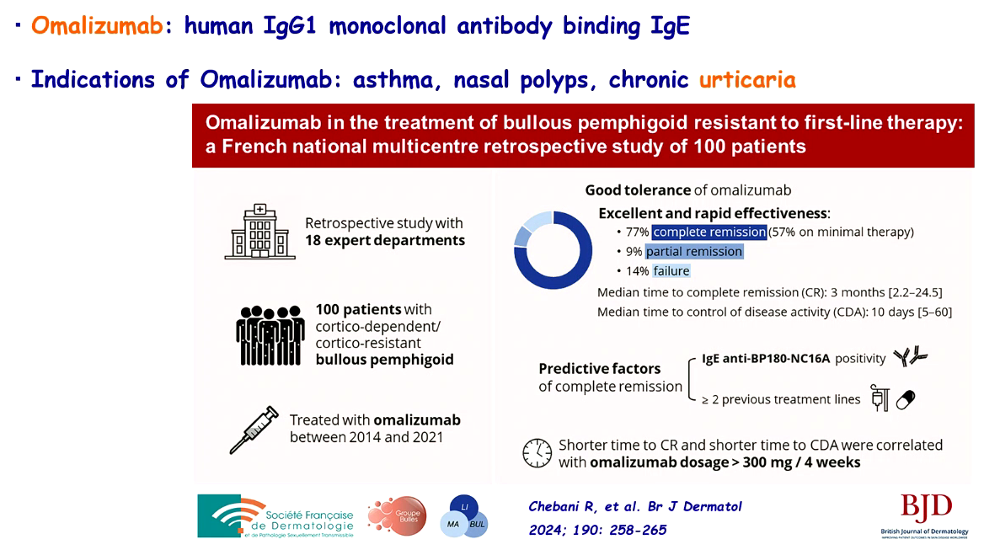 ▪ Omalizumab: human IgG1 monoclonal antibody binding IgE
▪ Indications of Omalizumab: asthma, nasal polyps, chronic urticaria
Omalizumab in the treatment of bullous pemphigoid resistant to first-line therapy:
a French national multicentre retrospective study of 100 patients
Retrospective study with
18 expert departments
100 patients with
cortico-dependent/
cortico-resistant
bullous pemphigoid
Treated with omalizumab
between 2014 and 2021
Good tolerance of omalizumab
Excellent and rapid effectiveness:
• 77% complete remission (57% on minimal therapy)
• 9% partial remission
• 14% failure
Median time to complete remission (CR): 3 months [2.2–24.5]
Median time to control of disease activity (CDA): 10 days [5–60]
Predictive factors
of complete remission
IgE anti-BP180-NC16A positivity
≥ 2 previous treatment lines
Shorter time to CR and shorter time to CDA were correlated
with omalizumab dosage > 300 mg / 4 weeks
Société Française
de Dermatologie
et de Pathologie Sexuellement Transmissible
Groupe
Bulles
LI
MA BUL
Chebani R, et al. Br J Dermatol
2024; 190: 258-265
BJD
British Journal of Dermatology
IMPROVING PATIENT OUTCOMES IN SKIN DISEASE WORLDWIDE